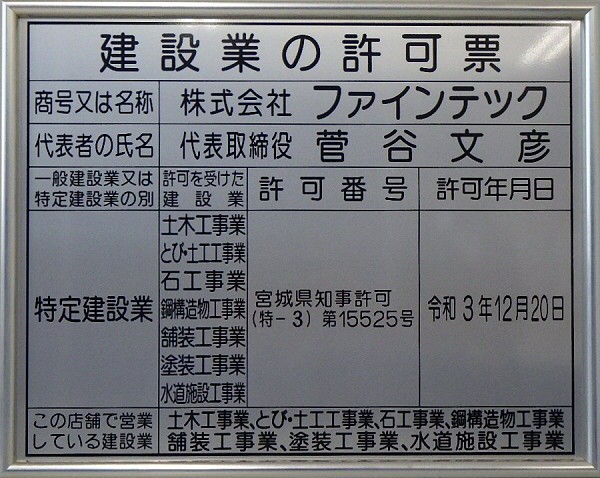 建設業の許可票
商号又は名称 株式会社 ファインテック
代表者の氏名 代表取締役 菅谷文彦
一般建設業又は特定建設業の別 許可を受けた建設業 許可番号 許可年月日
特定建設業
土木工事業
とび・土工工事業
石工事業
鋼構造物工事業
舗装工事業
塗装工事業
水道施設工事業
宮城県知事許可
(特-3) 第15525号
令和3年12月20日
この店舗で営業
している建設業
土木工事業、とび・土工工事業、石工事業、鋼構造物工事業
舗装工事業、塗装工事業、水道施設工事業